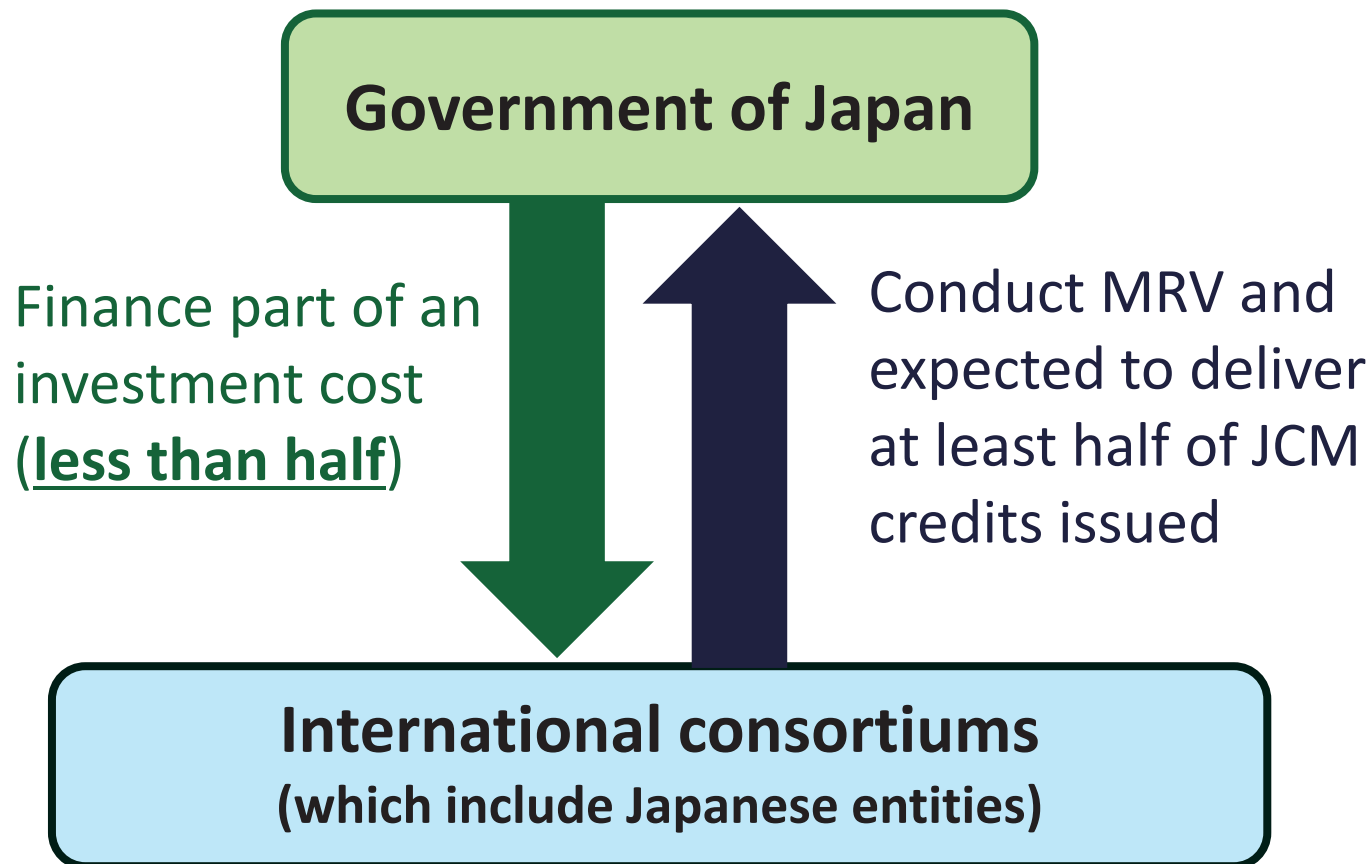 Government of Japan
Finance part of an
investment cost
(less than half)
Conduct MRV and
expected to deliver
at least half of JCM
credits issued
International consortiums
(which include Japanese entities)